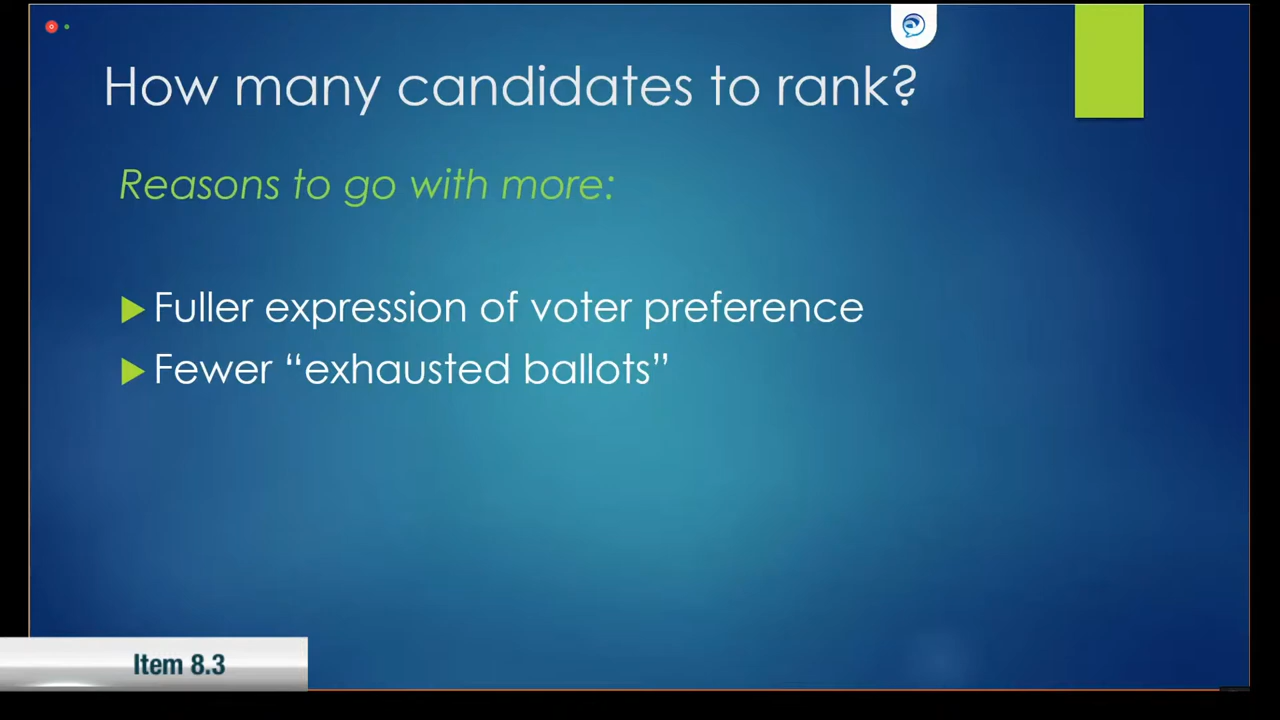 How many candidates to rank?
Reasons to go with more:
Fuller expression of voter preference
Fewer “exhausted ballots”
Item 8.3